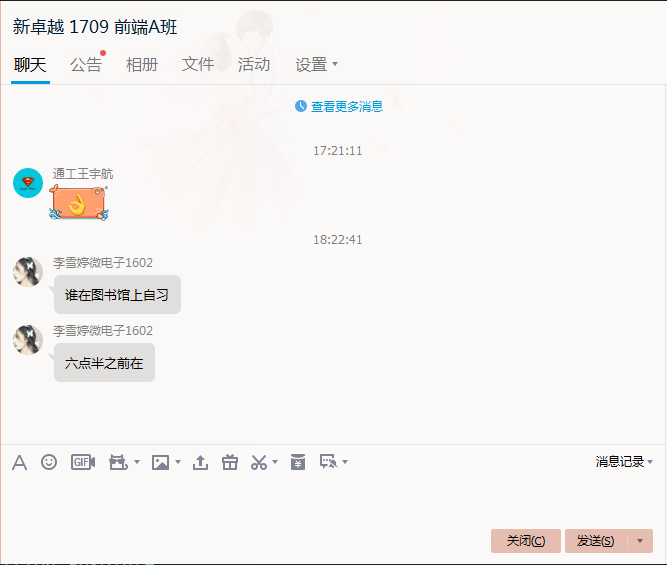 新卓越 1709 前端A班
聊天 公告 相册 文件 活动 设置
查看更多消息
17:21:11
通工王宇航
18:22:41
李雪婷微电子1602
谁在图书馆上自习
李雪婷微电子1602
六点半之前在
A GIF 消息记录
关闭(C) 发送(S)